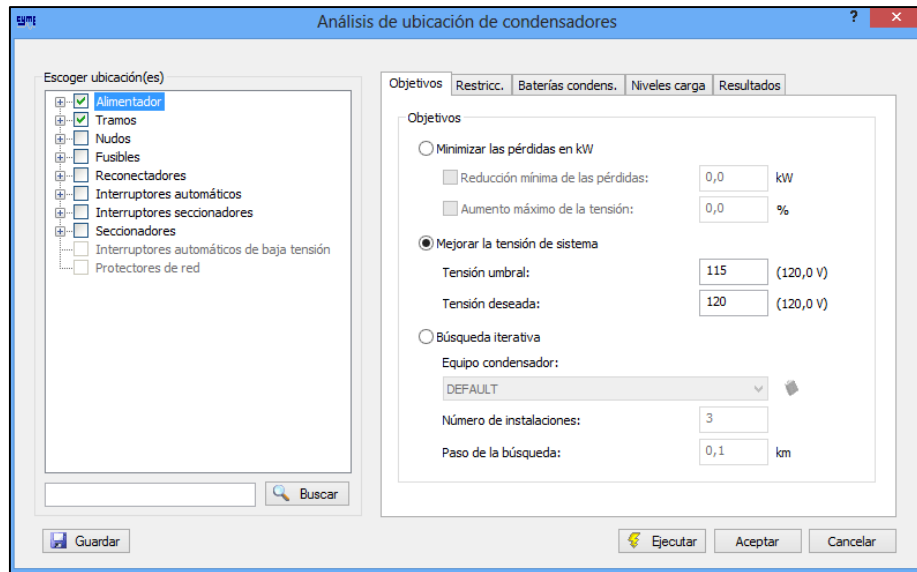 CYME
Análisis de ubicación de condensadores
?
Escoger ubicación(es)
Alimentador
Tramos
Nudos
Fusibles
Reconectadores
Interruptores automáticos
Interruptores seccionadores
Seccionadores
Interruptores automáticos de baja tensión
Protectores de red
Buscar
Objetivos Restricc. Baterías condens. Niveles carga Resultados
Objetivos
Minimizar las pérdidas en kW
Reducción mínima de las pérdidas: 0,0 kW
Aumento máximo de la tensión: 0,0 %
Mejorar la tensión de sistema
Tensión umbral: 115 (120,0 V)
Tensión deseada: 120 (120,0 V)
Búsqueda iterativa
Equipo condensador:
DEFAULT
Número de instalaciones: 3
Paso de la búsqueda: 0,1 km
Guardar Ejecutar Aceptar Cancelar